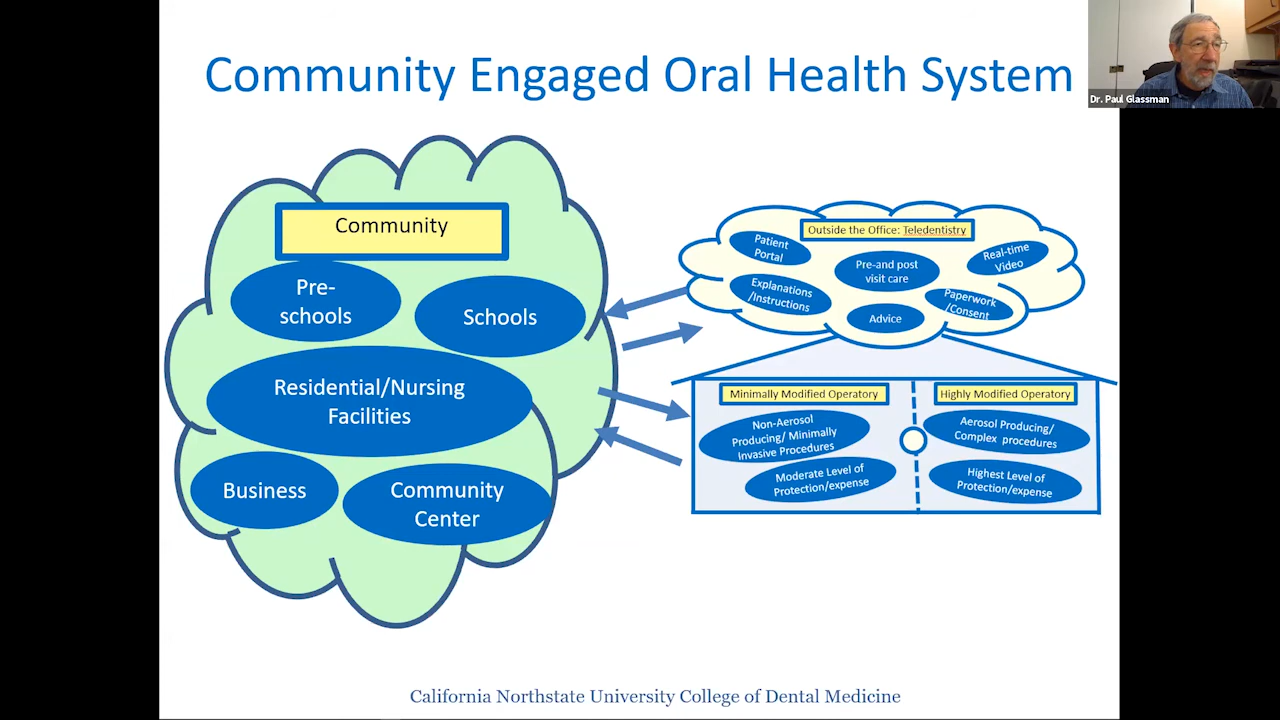 Community Engaged Oral Health System
Dr. Paul Glassman
Community
Pre-
schools
Schools
Residential/Nursing
Facilities
Business
Community
Center
Outside the Office: Teledentistry
Patient
Portal
Pre-and post
visit care
Real-time
Video
Explanations
/Instructions
Advice
Paperwork
/Consent
Minimally Modified Operatory
Non-Aerosol
Producing/ Minimally
Invasive Procedures
Moderate Level of
Protection/expense
Highly Modified Operatory
Aerosol Producing/
Complex procedures
Highest Level of
Protection/expense
California Northstate University College of Dental Medicine